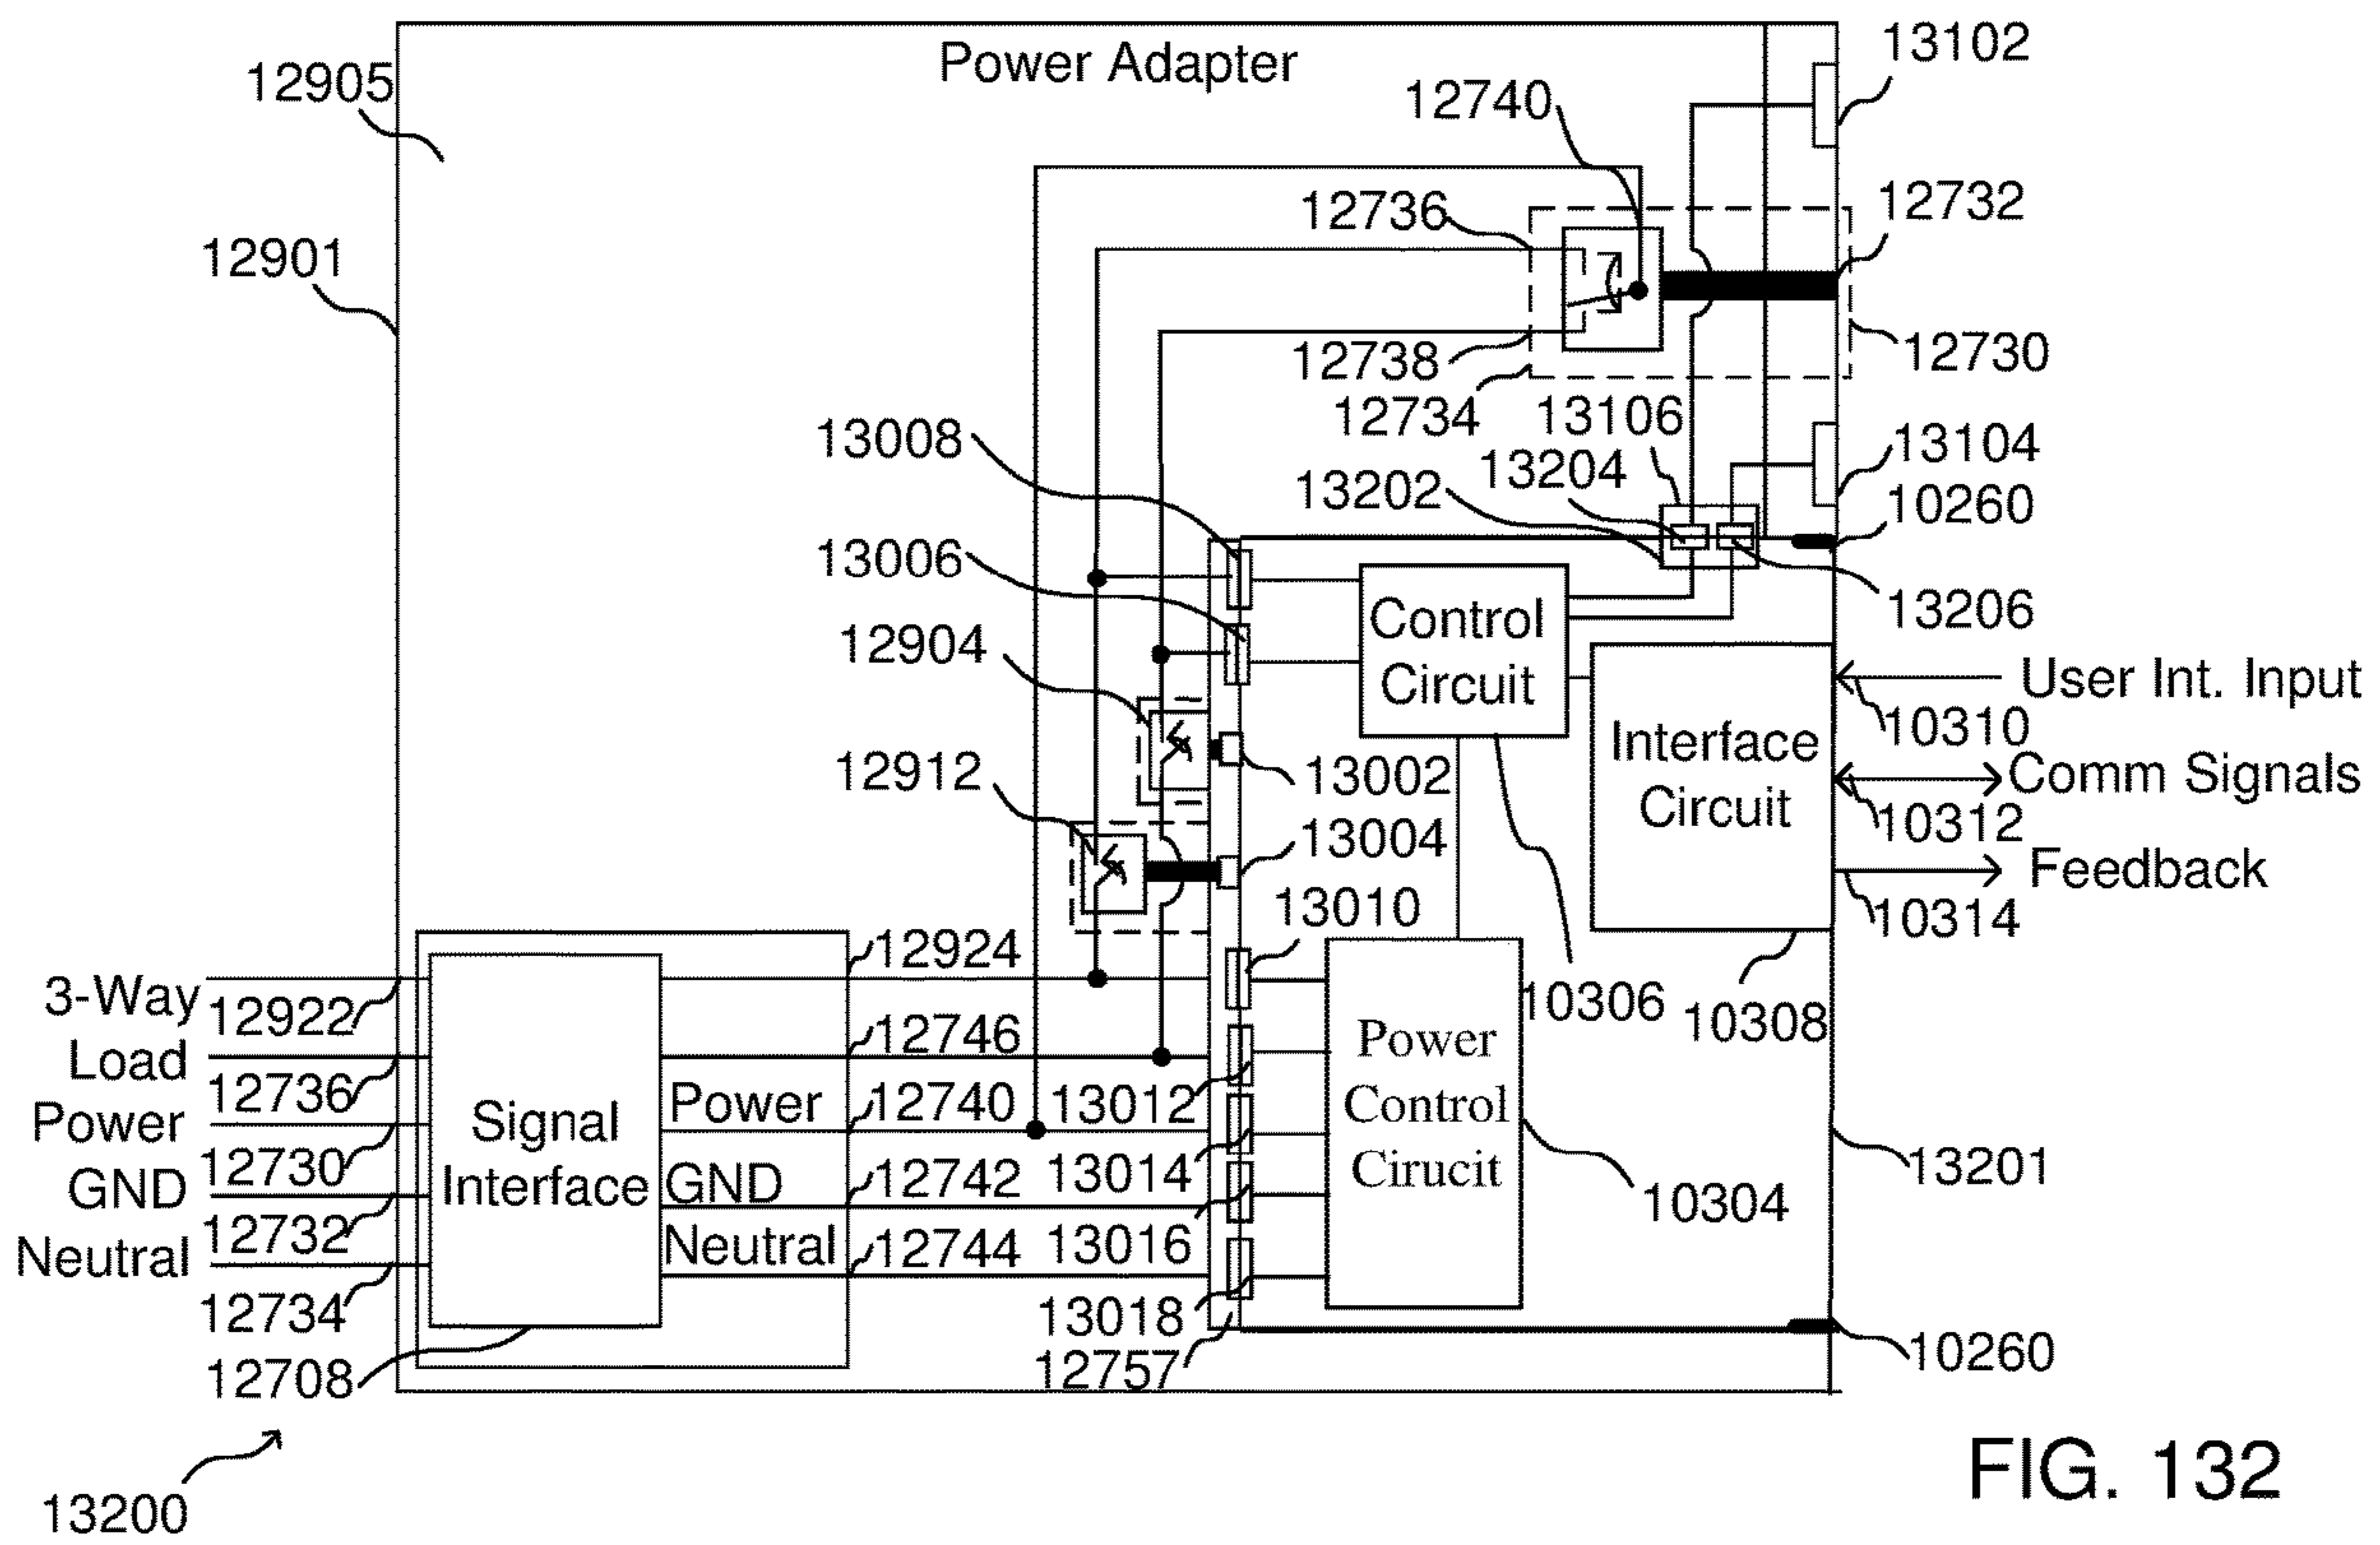 Power Adapter
13102
12905
12740
12736
12732
12901
12730
12738
12734
13106
13008
13104
13204
13202
10260
13006
13206
Control
Circuit
12904
User Int. Input
10310
Interface
Circuit
12912
13002
Comm Signals
10312
13004
Feedback
13010
10314
12924
3-Way
12922
10306
10308
12746
Load
12736
Power
Control
Cirucit
Power
12740
13012
Power
12730
Signal
Interface
13014
13201
GND
12742
GND
12732
10304
Neutral
12744
13016
Neutral
12734
13018
12708
12757
10260
13200
FIG. 132